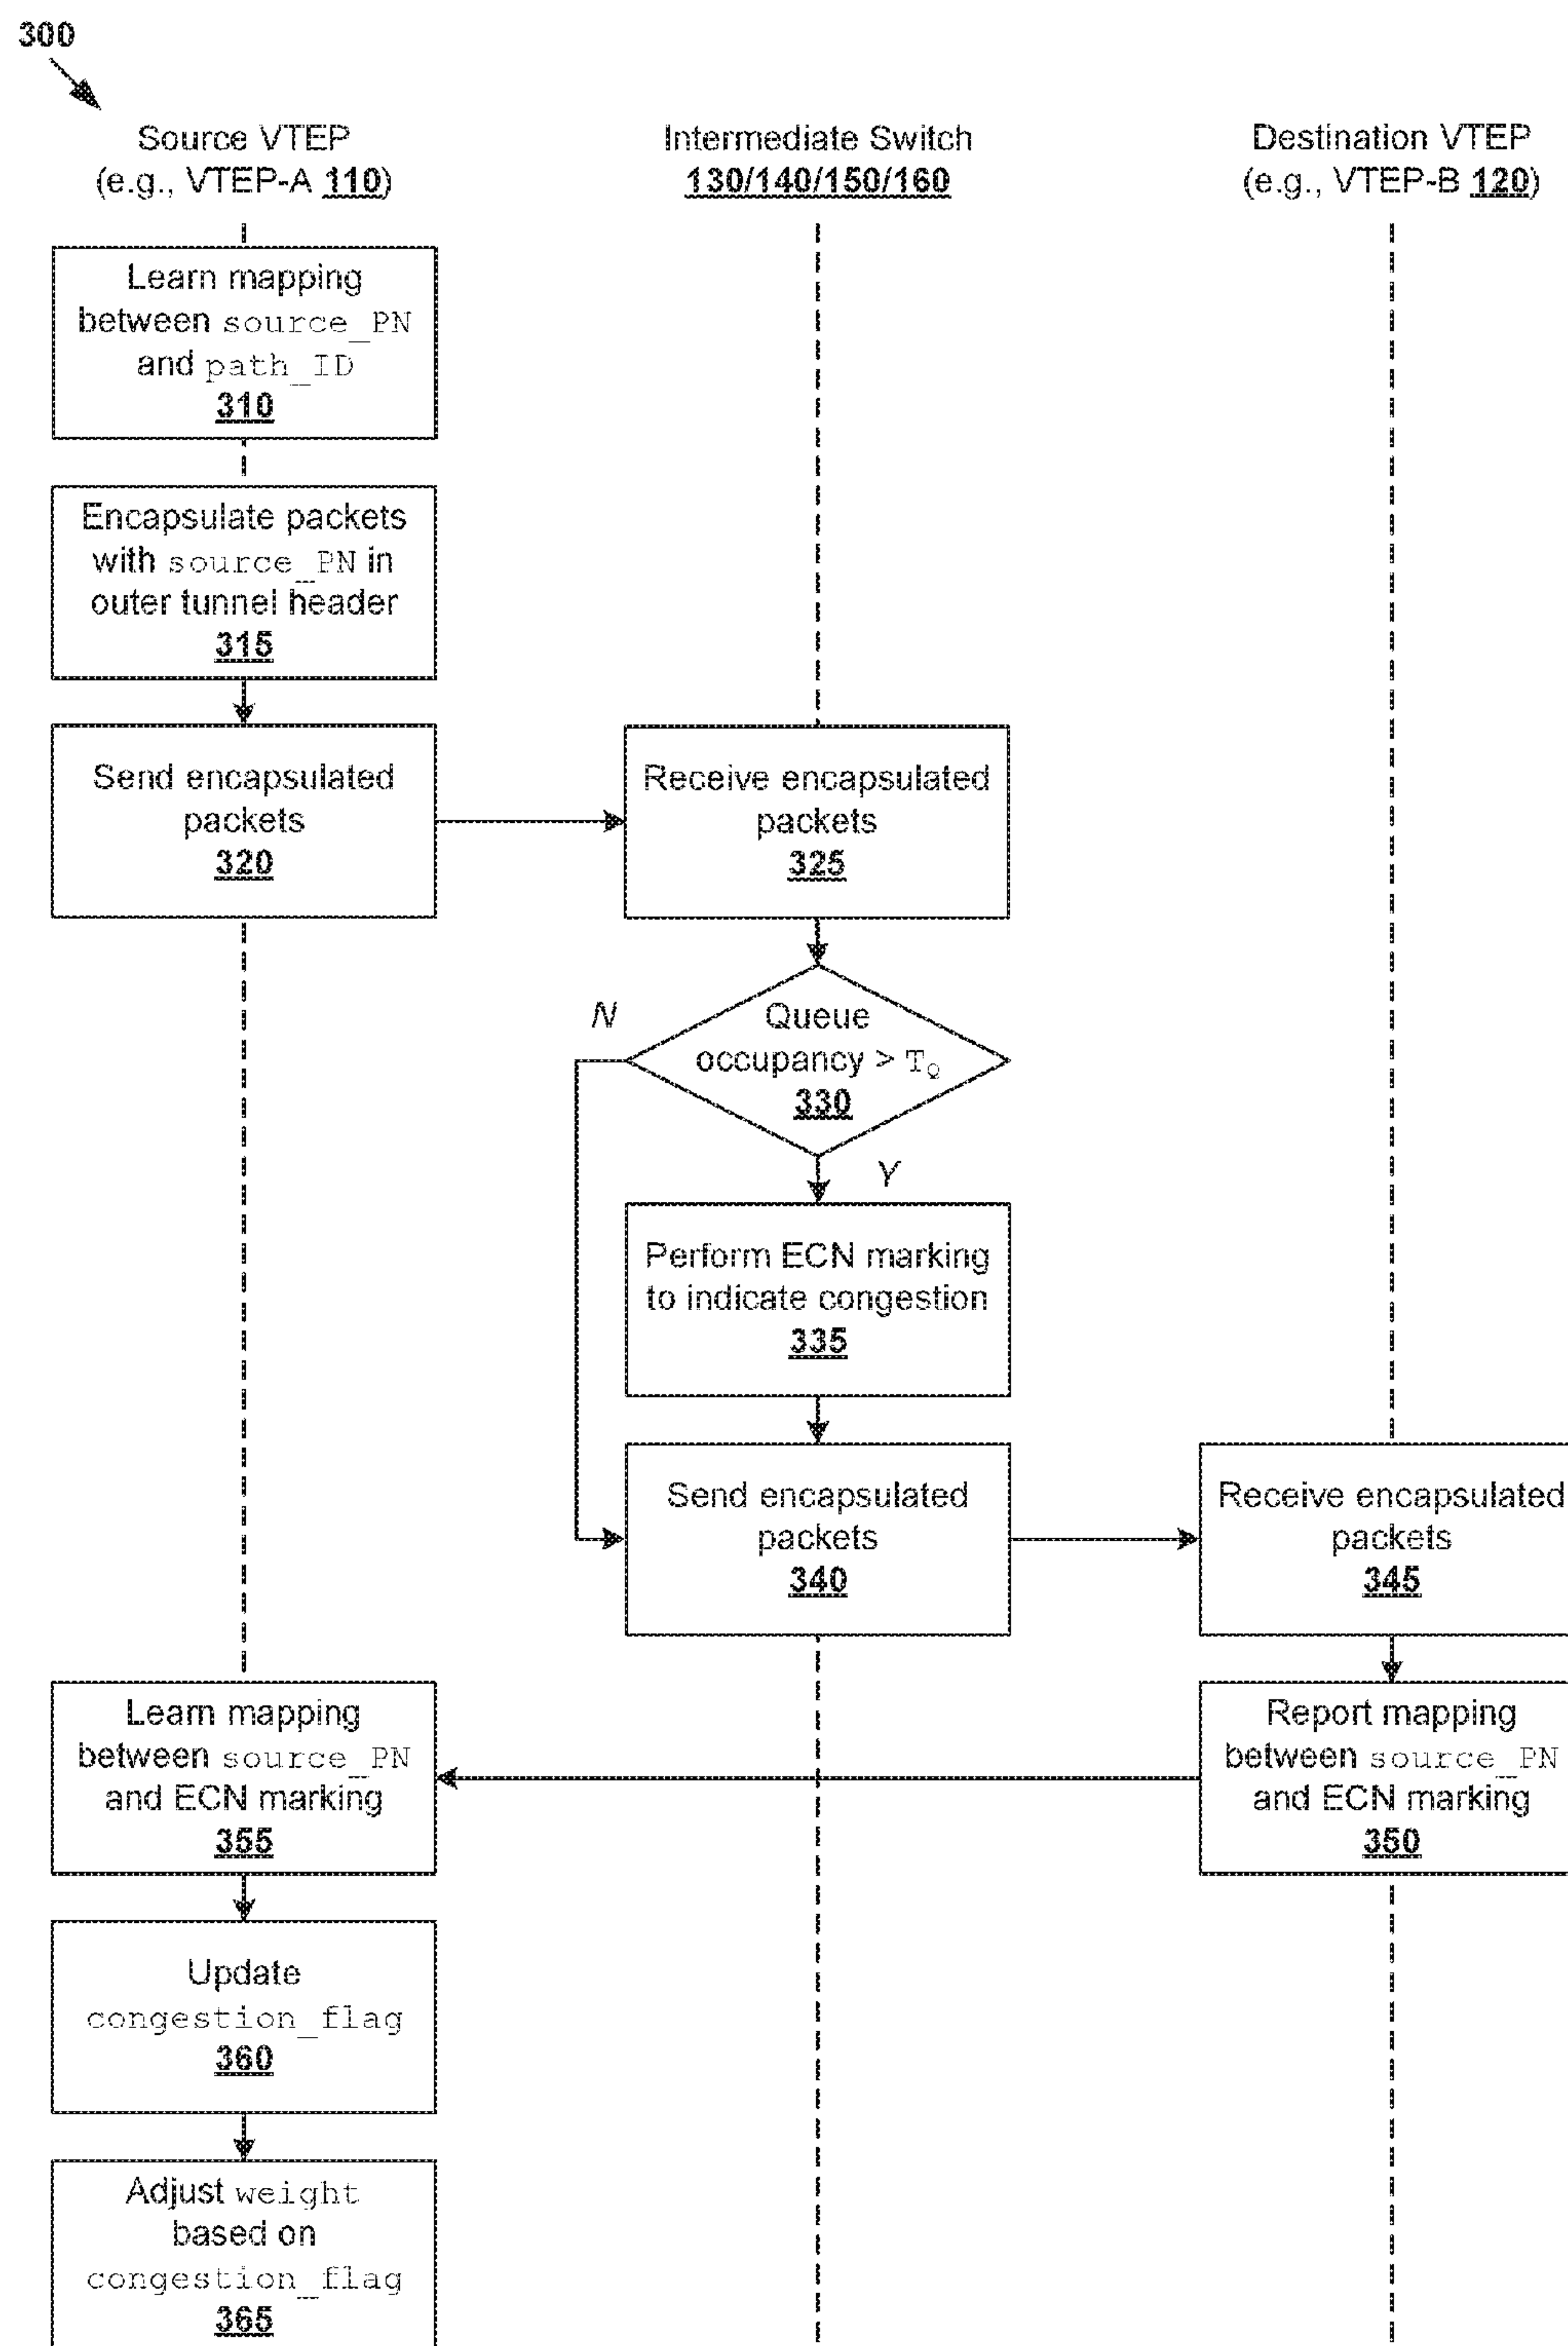 300
Source VTEP
(e.g., VTEP-A 110)
Intermediate Switch
130/140/150/160
Destination VTEP
(e.g., VTEP-B 120)
Learn mapping
between source_PN
and path_ID
310
Encapsulate packets
with source_PN in
outer tunnel header
315
Send encapsulated
packets
320
Receive encapsulated
packets
325
N
Queue
occupancy > TQ
330
Y
Perform ECN marking
to indicate congestion
335
Send encapsulated
packets
340
Receive encapsulated
packets
345
Learn mapping
between source_PN
and ECN marking
355
Report mapping
between source_PN
and ECN marking
350
Update
congestion_flag
360
Adjust weight
based on
congestion_flag
365